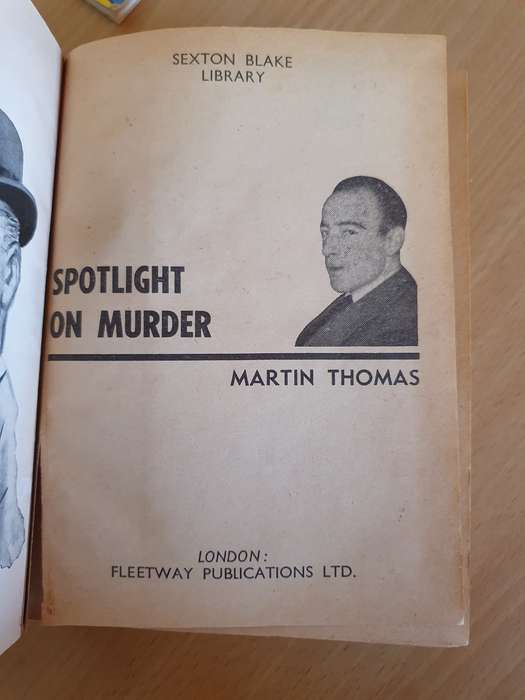 SEXTON BLAKE
LIBRARY
SPOTLIGHT
ON MURDER
MARTIN THOMAS
LONDON:
FLEETWAY PUBLICATIONS LTD.